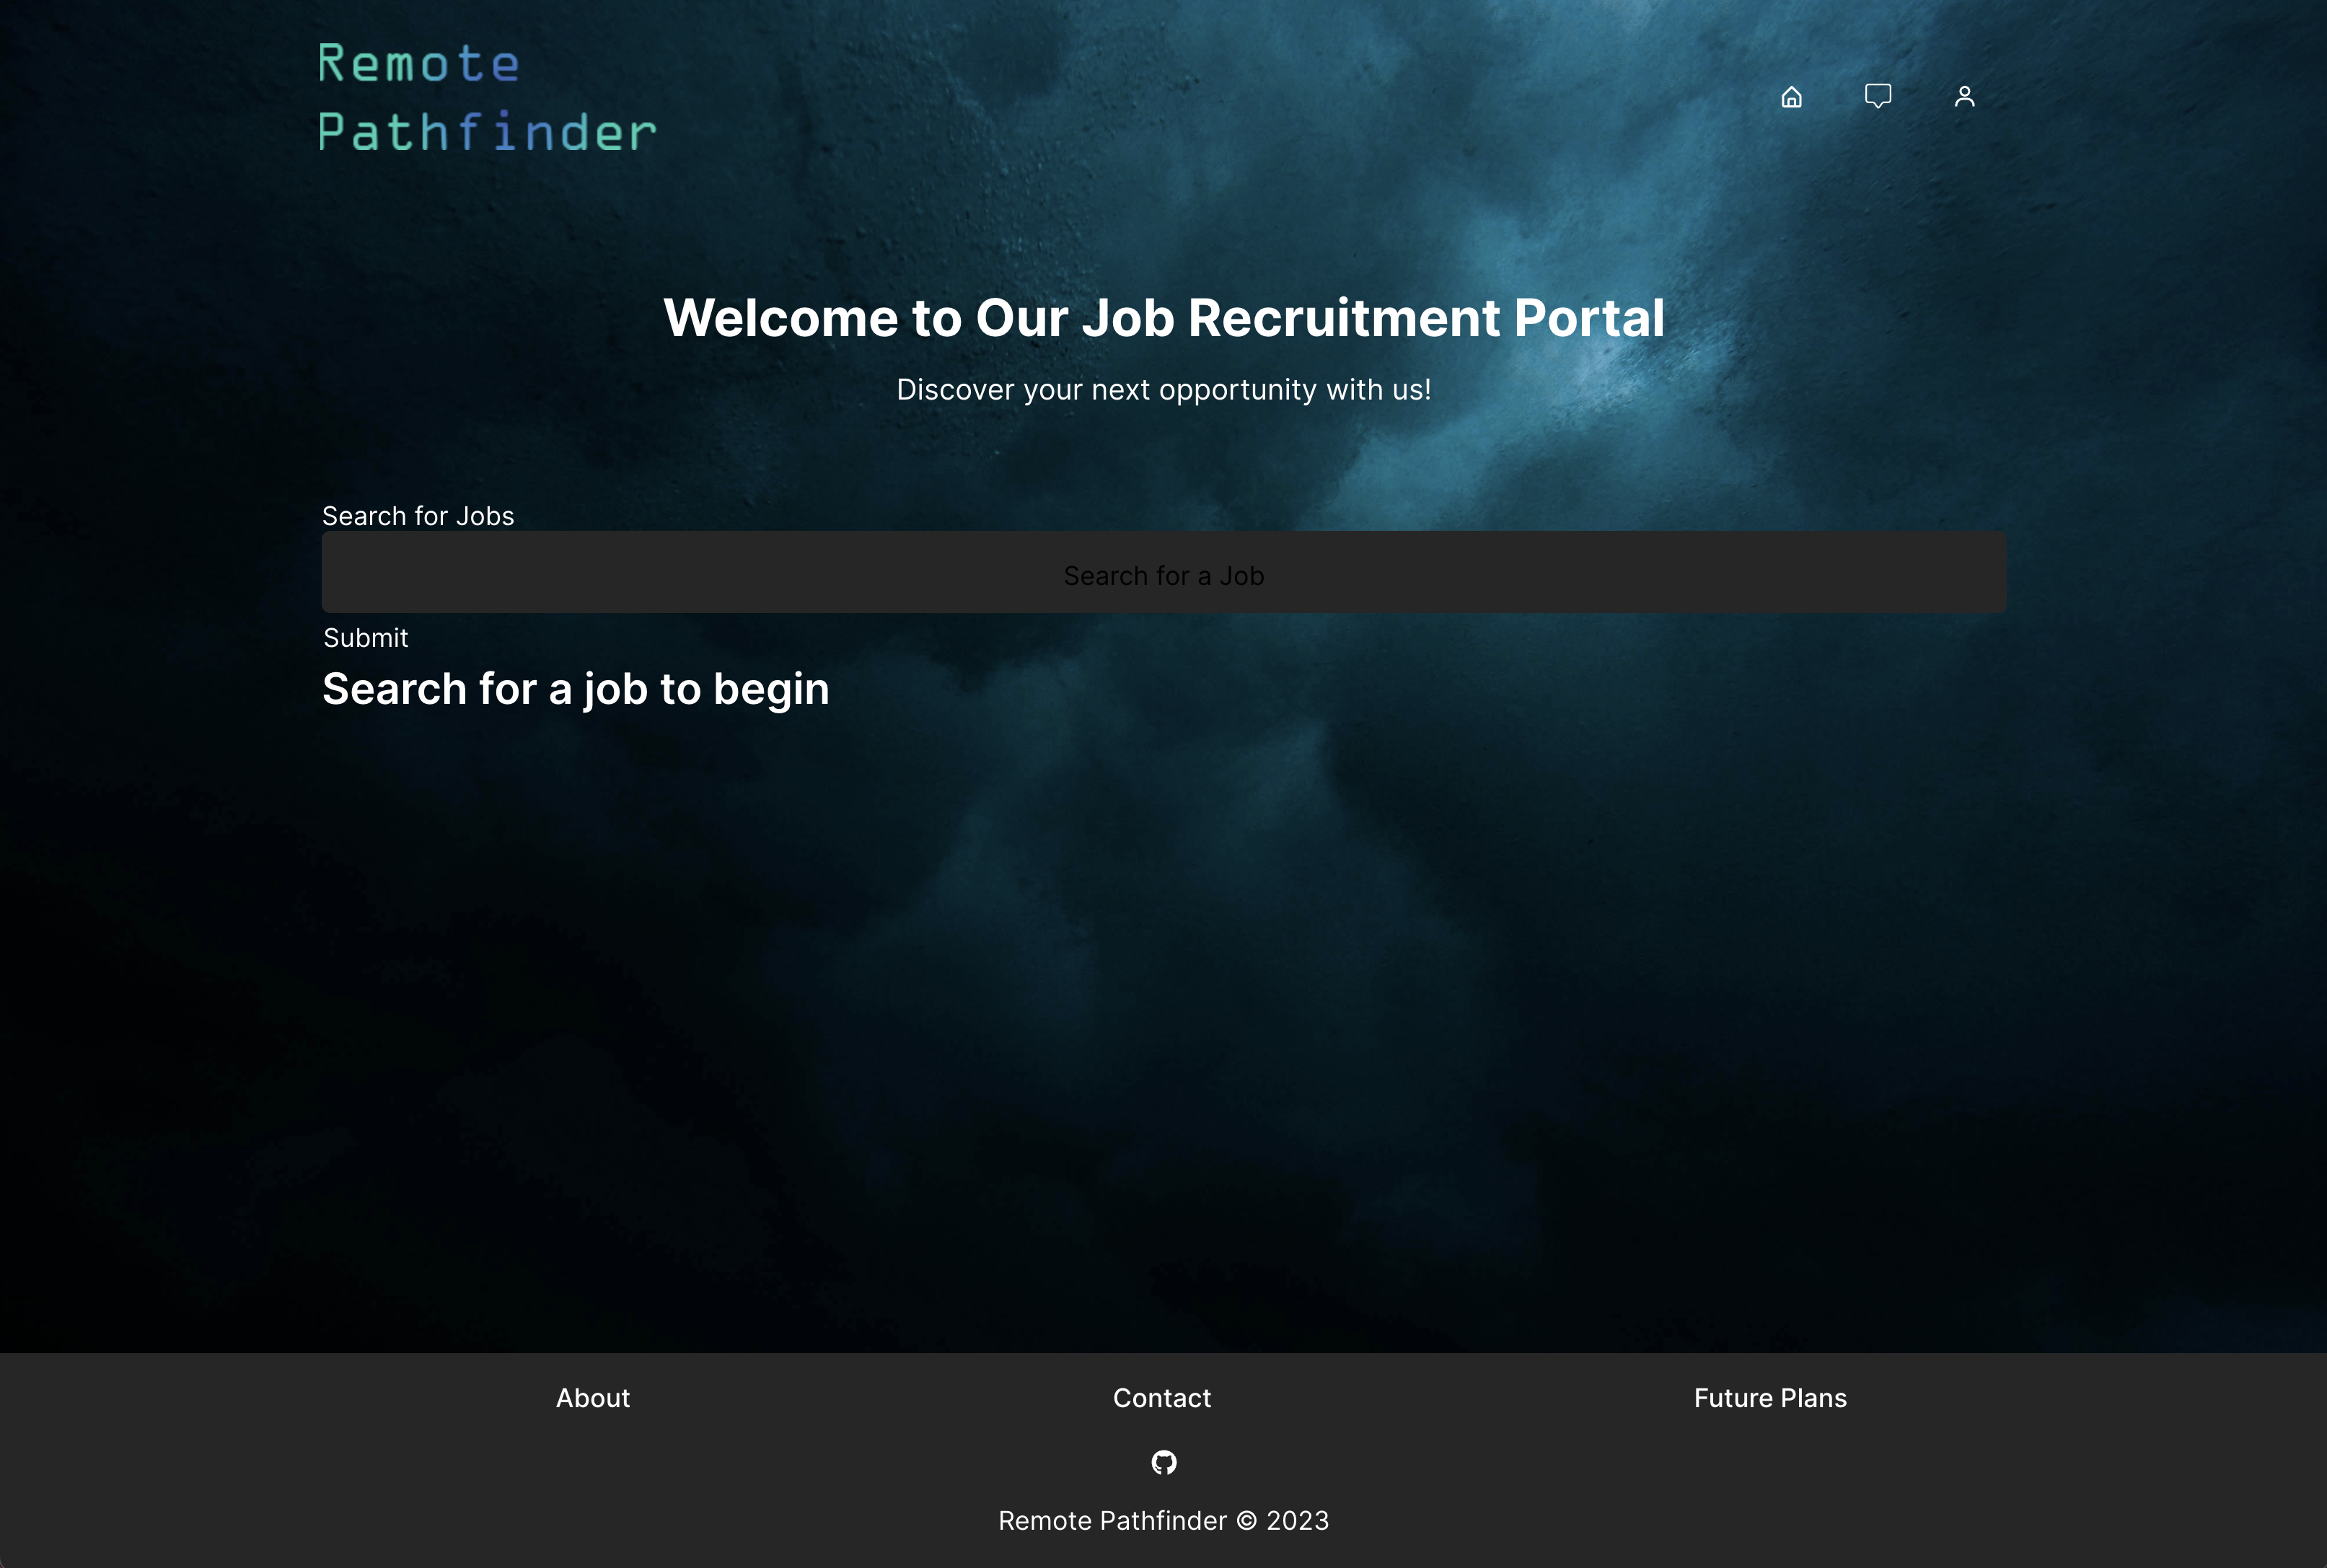 Remote
Pathfinder
Welcome to Our Job Recruitment Portal
Discover your next opportunity with us!
Search for Jobs
Search for a Job
Submit
Search for a job to begin
About
Contact
Future Plans
Remote Pathfinder © 2023